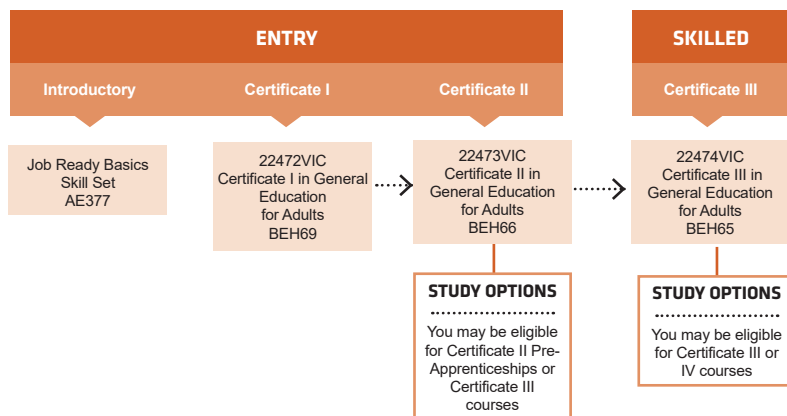 ENTRY
SKILLED
Introductory
Certificate I
Certificate II
Certificate III
Job Ready Basics
Skill Set
AE377
22472VIC
Certificate I in General
Education
for Adults
BEH69
22473VIC
Certificate II in
General Education
for Adults
BEH66
22474VIC
Certificate III in
General Education
for Adults
BEH65
STUDY OPTIONS
You may be eligible
for Certificate II Pre-
Apprenticeships or
Certificate III
courses
STUDY OPTIONS
You may be eligible
for Certificate III or
IV courses